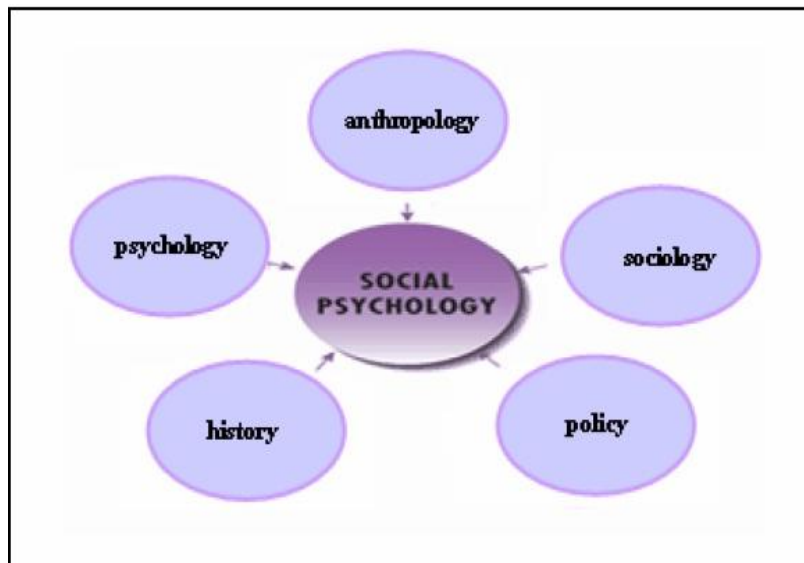 anthropology
psychology
sociology
SOCIAL
PSYCHOLOGY
history
policy